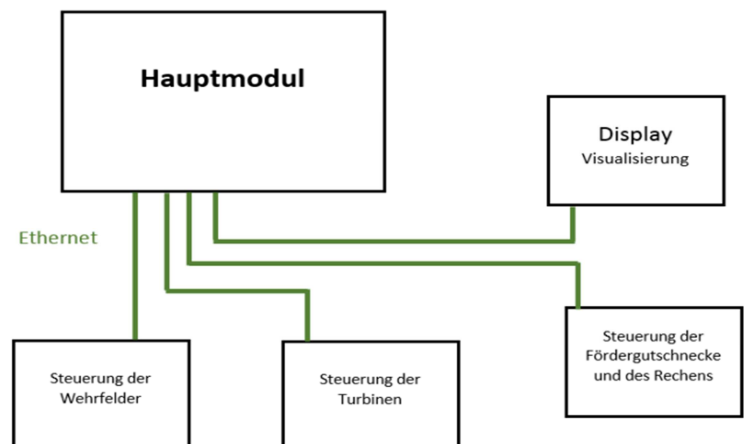 Hauptmodul
Display
Visualisierung
Ethernet
Steuerung der
Wehrfelder
Steuerung der
Turbinen
Steuerung der
Fördergutschnecke
und des Rechens